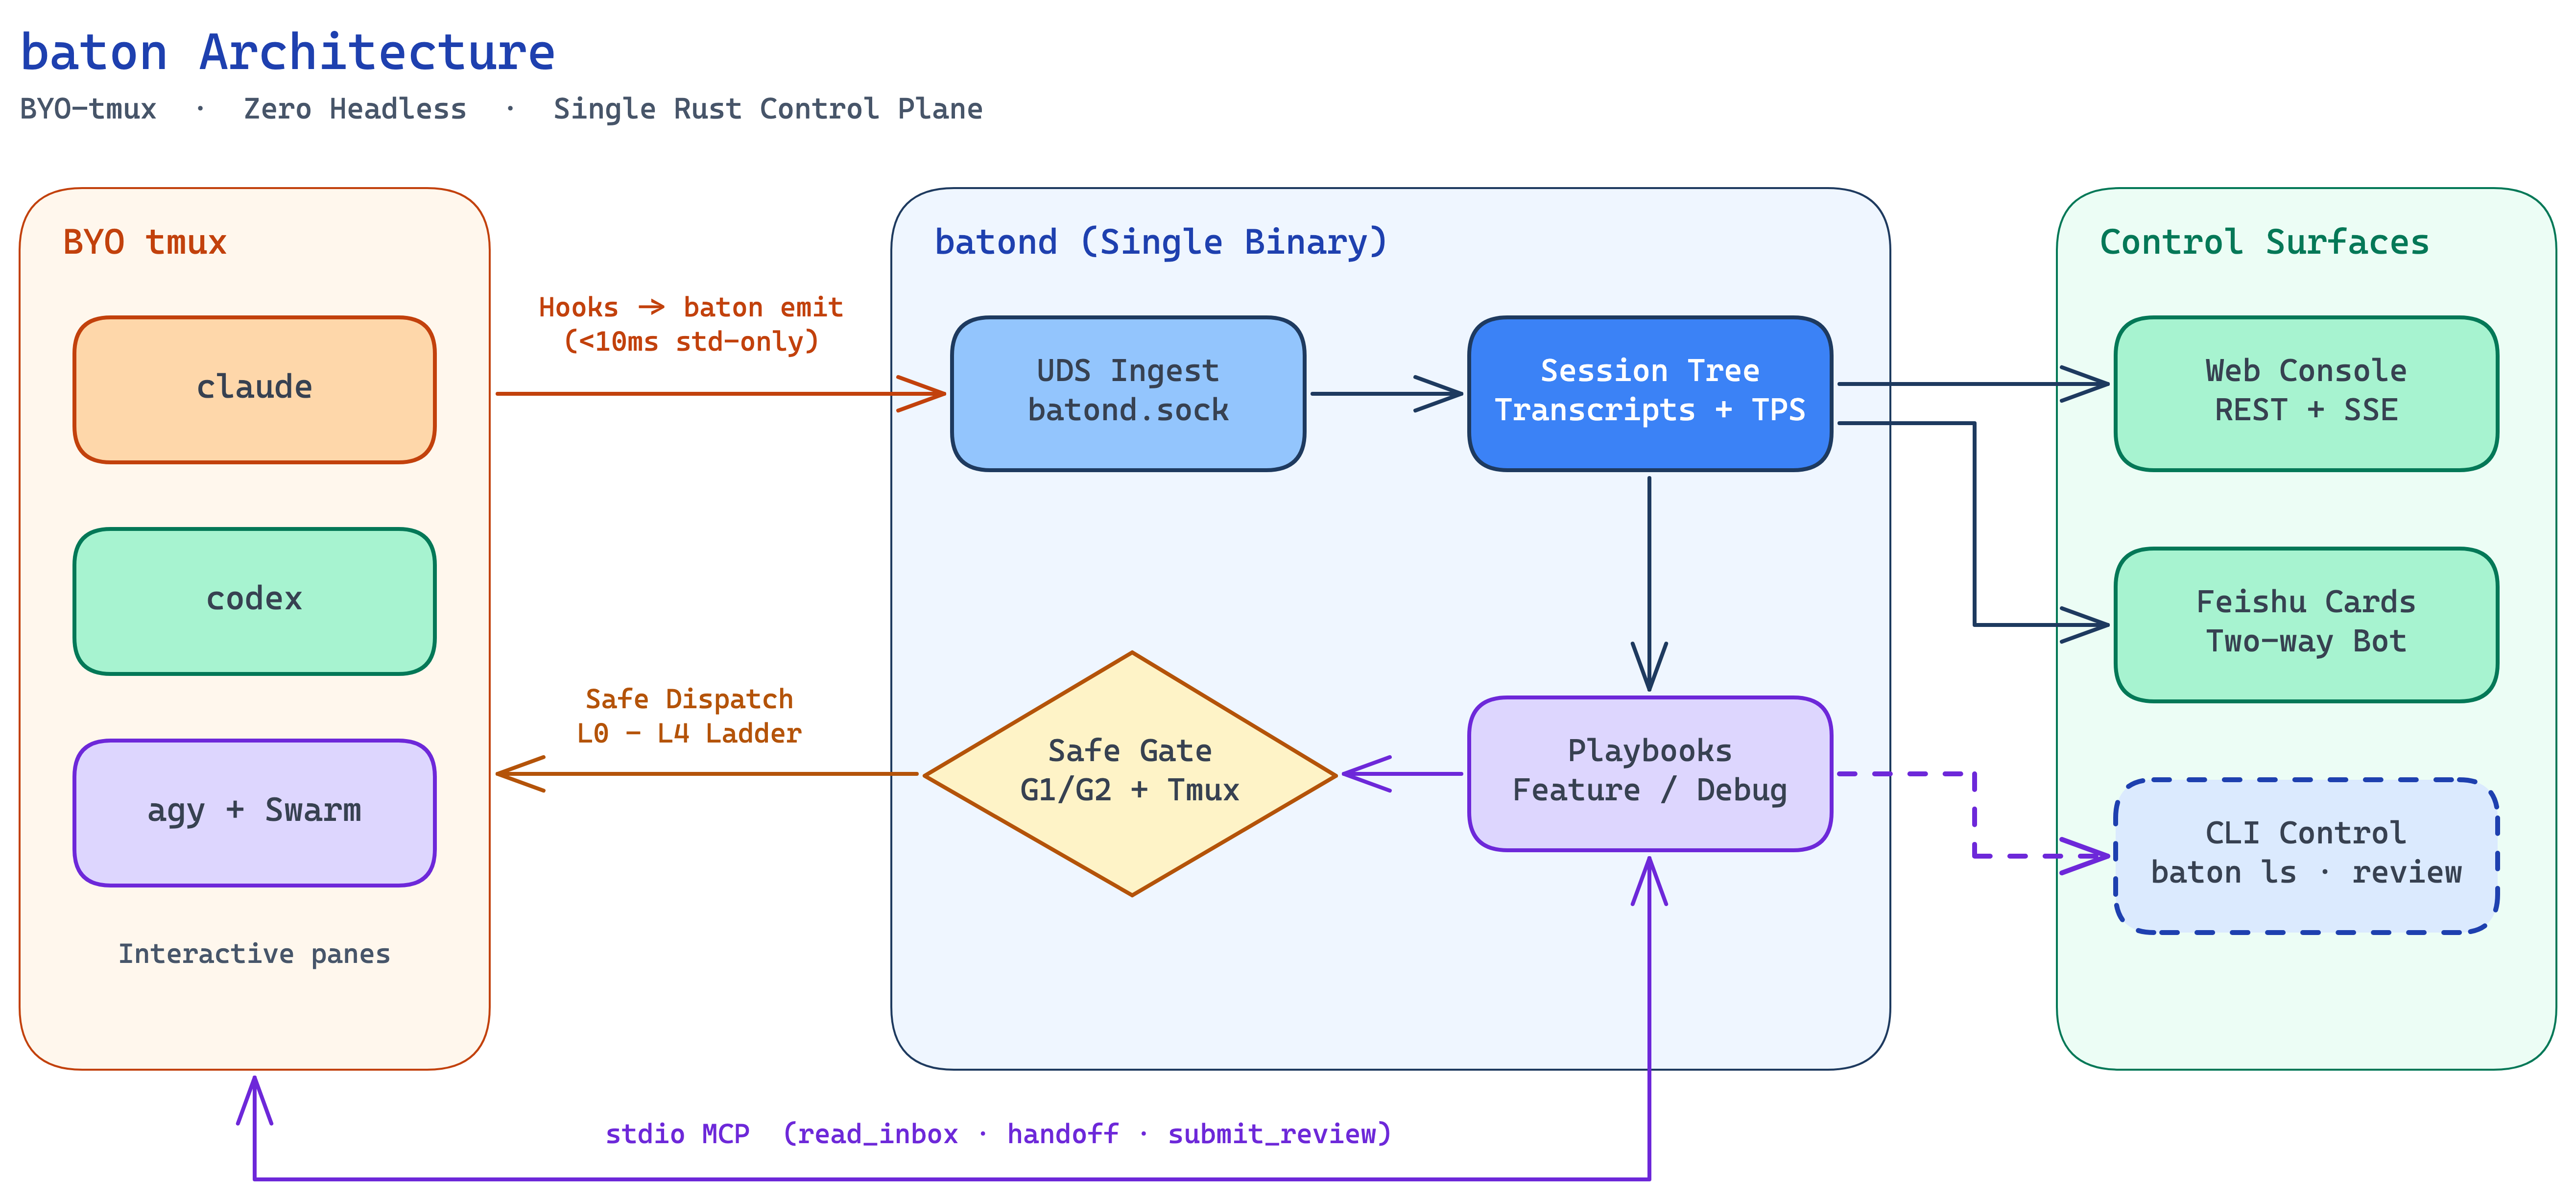 baton Architecture
BYO-tmux · Zero Headless · Single Rust Control Plane
BYO tmux
claude
codex
agy + Swarm
Interactive panes
Hooks → baton emit
(<10ms std-only)
Safe Dispatch
L0 - L4 Ladder
batond (Single Binary)
UDS Ingest
batond.sock
Session Tree
Transcripts + TPS
Safe Gate
G1/G2 + Tmux
Playbooks
Feature / Debug
Control Surfaces
Web Console
REST + SSE
Feishu Cards
Two-way Bot
CLI Control
baton ls · review
stdio MCP (read_inbox · handoff · submit_review)